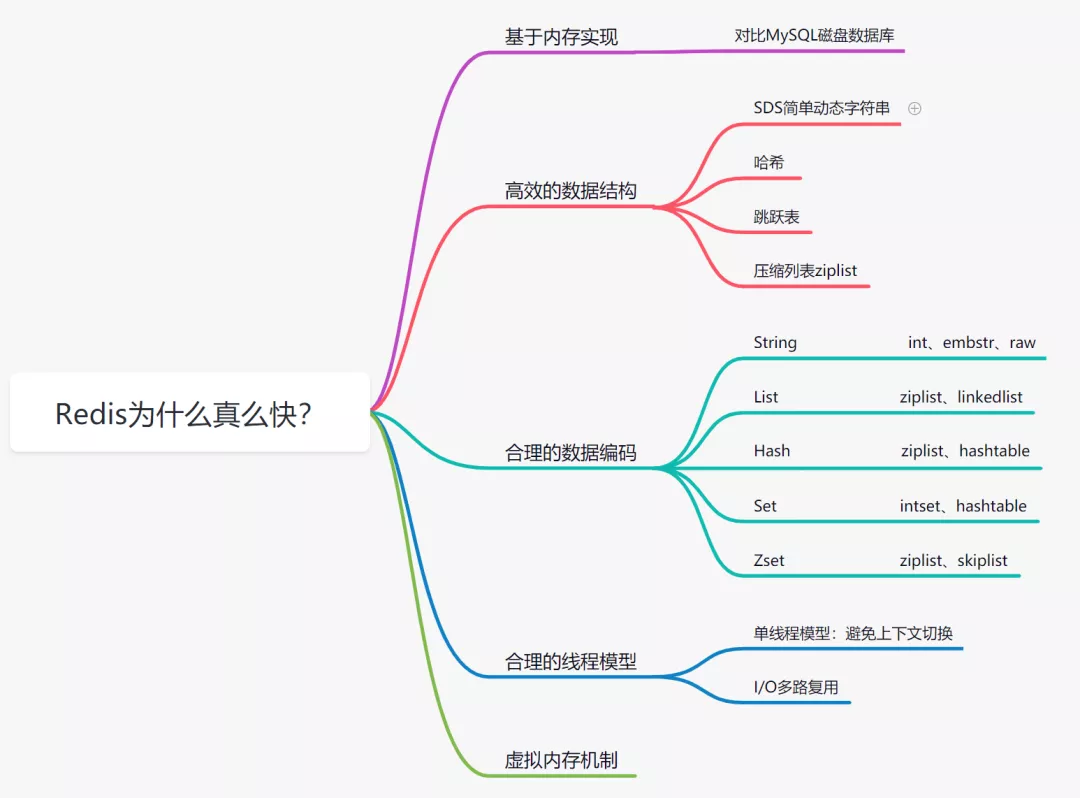 Redis为什么真么快?
基于内存实现
对比MySQL磁盘数据库
高效的数据结构
SDS简单动态字符串
哈希
跳跃表
压缩列表ziplist
合理的数据编码
String int、embstr、raw
List ziplist、linkedlist
Hash ziplist、hashtable
Set intset、hashtable
Zset ziplist、skiplist
合理的线程模型
单线程模型：避免上下文切换
I/O多路复用
虚拟内存机制